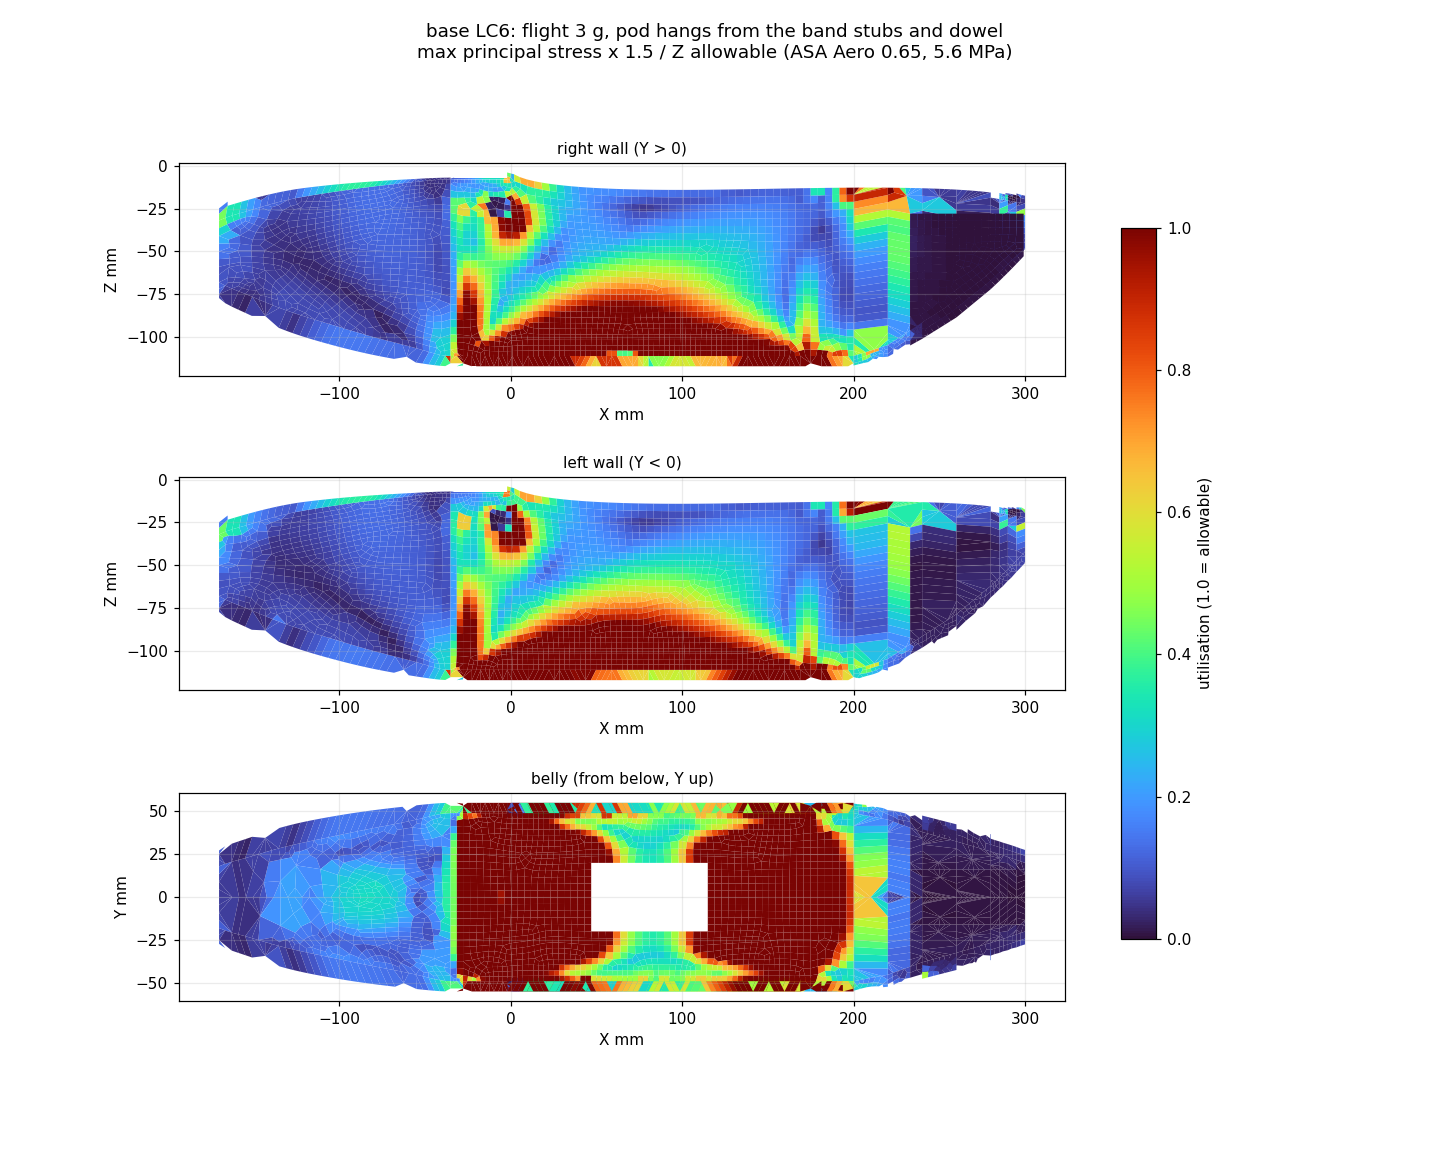 base LC6: flight 3 g, pod hangs from the band stubs and dowel
max principal stress x 1.5 / Z allowable (ASA Aero 0.65, 5.6 MPa)
right wall (Y > 0)
0
−25
−50
−75
−100
Z mm
−100 0 100 200 300
X mm
left wall (Y < 0)
0
−25
−50
−75
−100
Z mm
−100 0 100 200 300
X mm
belly (from below, Y up)
50
25
0
−25
−50
Y mm
−100 0 100 200 300
X mm
1.0
0.8
0.6
0.4
0.2
0.0
utilisation (1.0 = allowable)